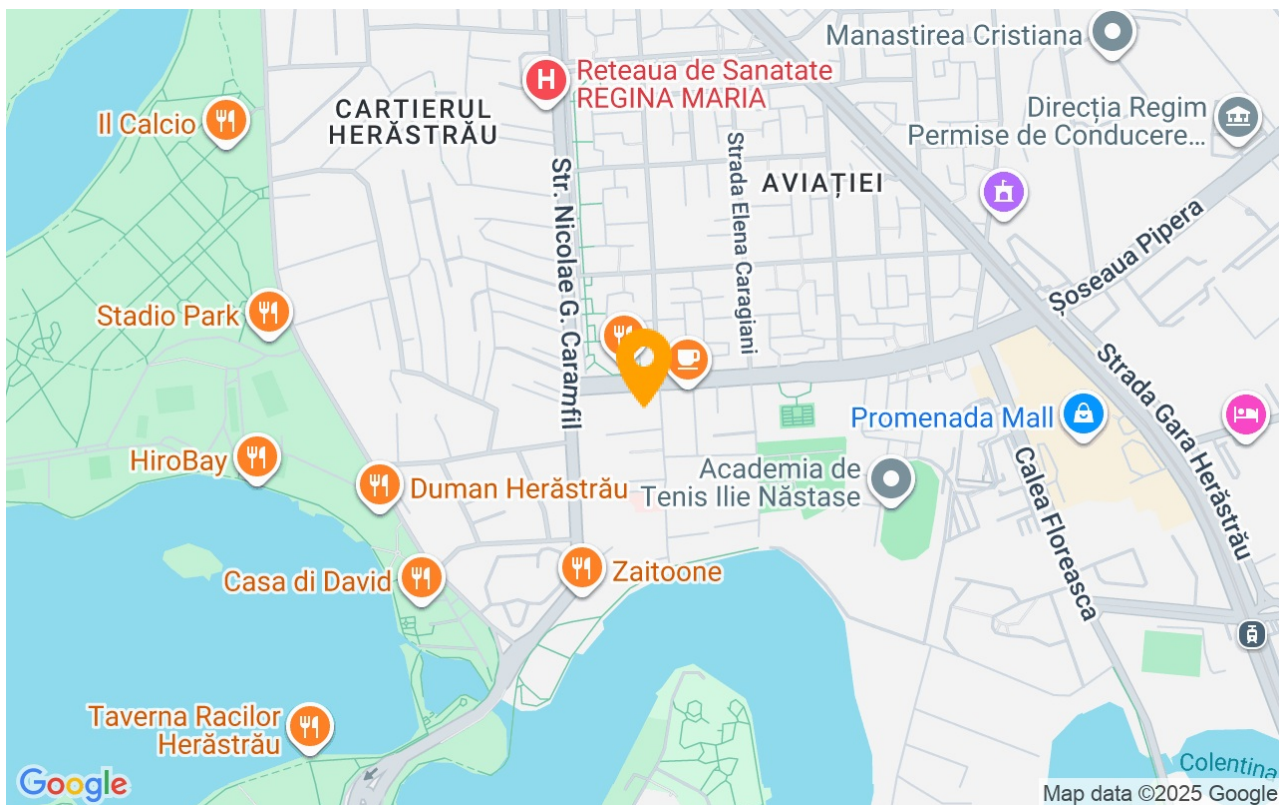 Manastirea Cristiana
Reteaua de Sanatate
REGINA MARIA
H
CARTIERUL
HERĂSTRĂU
Il Calcio
Direcția Regim
Permise de Conducere...
Strada Elena Caragiani
AVIAȚIEI
Str. Nicolae G. Caramfil
Șoseaua Pipera
Stadio Park
Strada Gara Herăstrău
Promenada Mall
HiroBay
Duman Herăstrău
Academia de
Tenis Ilie Năstase
Calea Floreasca
Casa di David
Zaitoone
Taverna Racilor
Herăstrău
Colentina
Google
Map data ©2025 Google